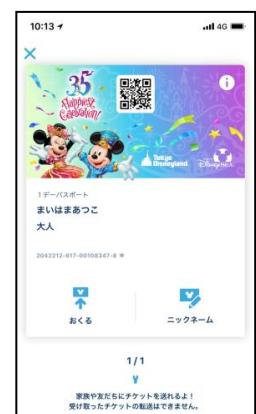 10:13
4G
35
Happiest
Celebration!
i
Tokyo
Disneyland
DisneySEA
1デーパスポート
まいはまあつこ
大人
2042212-017-00108347-8 ※
おくる
ニックネーム
1/1
家族や友だちにチケットを送れるよ！
受け取ったチケットの転送はできません。